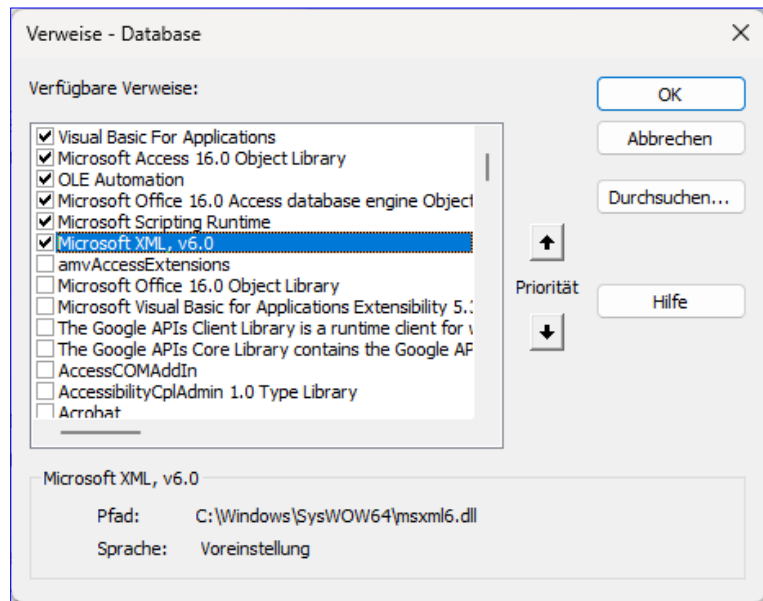 Verweise - Database
Verfügbare Verweise:
Visual Basic For Applications
Microsoft Access 16.0 Object Library
OLE Automation
Microsoft Office 16.0 Access database engine Object
Microsoft Scripting Runtime
Microsoft XML, v6.0
amvAccessExtensions
Microsoft Office 16.0 Object Library
Microsoft Visual Basic for Applications Extensibility 5.
The Google APIs Client Library is a runtime client for
The Google APIs Core Library contains the Google AP
AccessCOMAddIn
AccessibilityCplAdmin 1.0 Type Library
Acrobat
OK
Abbrechen
Durchsuchen...
Priorität
Hilfe
Microsoft XML, v6.0
Pfad: C:\Windows\SysWOW64\msxml6.dll
Sprache: Voreinstellung